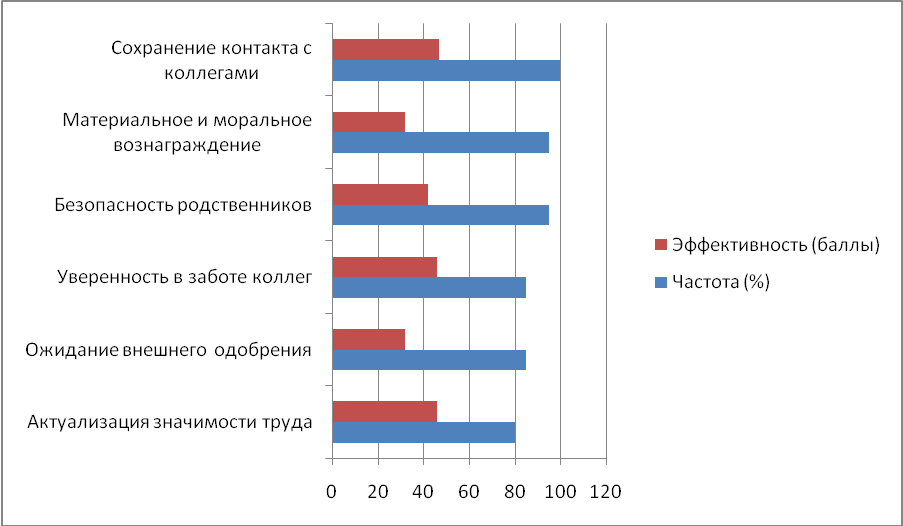 Сохранение контакта с
коллегами
Материальное и моральное
вознаграждение
Безопасность родственников
Уверенность в заботе коллег
Ожидание внешнего одобрения
Актуализация значимости труда
0 20 40 60 80 100 120
Эффективность (баллы)
Частота (%)